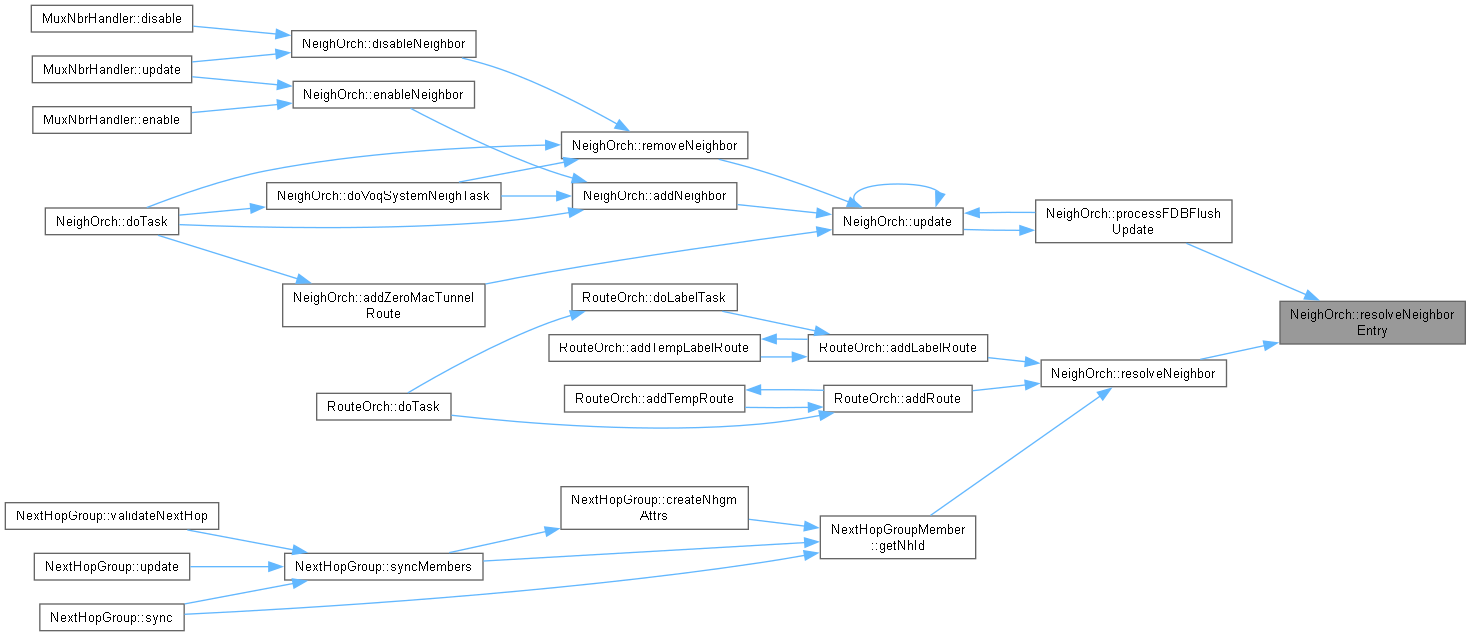 MuxNbrHandler::disable
NeighOrch::disableNeighbor
MuxNbrHandler::update
NeighOrch::enableNeighbor
MuxNbrHandler::enable
NeighOrch::removeNeighbor
NeighOrch::doVoqSystemNeighTask
NeighOrch::addNeighbor
NeighOrch::doTask
NeighOrch::update
NeighOrch::processFDBFlush
Update
NeighOrch::addZeroMacTunnel
Route
RouteOrch::doLabelTask
NeighOrch::resolveNeighbor
Entry
RouteOrch::addTempLabelRoute
RouteOrch::addLabelRoute
NeighOrch::resolveNeighbor
RouteOrch::doTask
RouteOrch::addTempRoute
RouteOrch::addRoute
NextHopGroup::createNhgm
Attrs
NextHopGroup::validateNextHop
NextHopGroupMember
::getNhId
NextHopGroup::update
NextHopGroup::syncMembers
NextHopGroup::sync